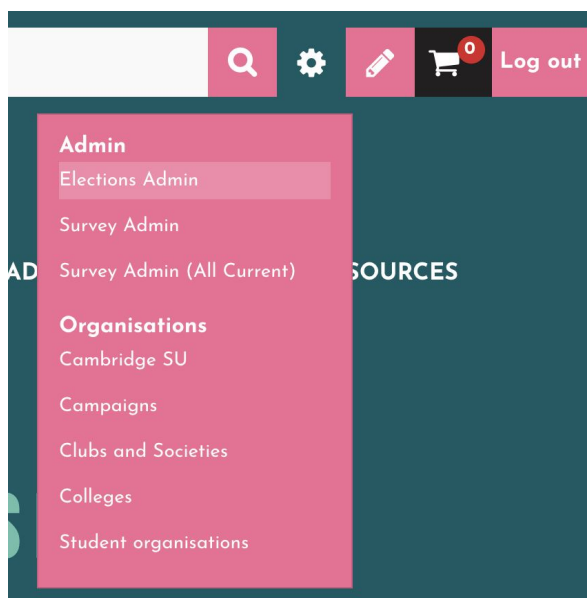 0
Log out
Admin
Elections Admin
Survey Admin
AD
Survey Admin (All Current)
SOURCES
Organisations
Cambridge SU
Campaigns
Clubs and Societies
Colleges
S
Student organisations